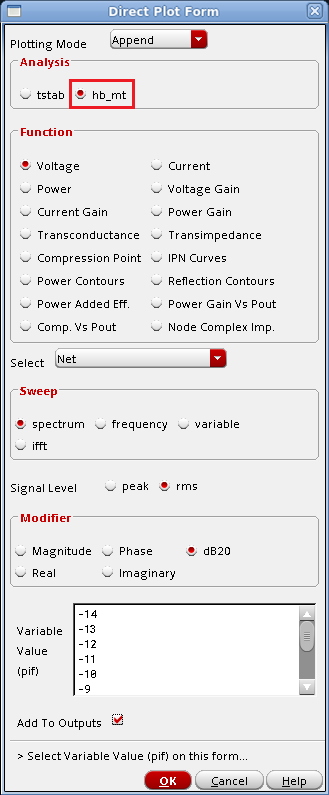 Direct Plot Form
Plotting Mode Append
Analysis
tstab hb_mt
Function
Voltage Current
Power Voltage Gain
Current Gain Power Gain
Transconductance Transimpedance
Compression Point IPN Curves
Power Contours Reflection Contours
Power Added Eff. Power Gain Vs Pout
Comp. Vs Pout Node Complex Imp.
Select Net
Sweep
spectrum frequency variable
ifft
Signal Level peak rms
Modifier
Magnitude Phase dB20
Real Imaginary
Variable
Value
(pif)
-14
-13
-12
-11
-10
-9
Add To Outputs
> Select Variable Value (pif) on this form...
OK Cancel Help